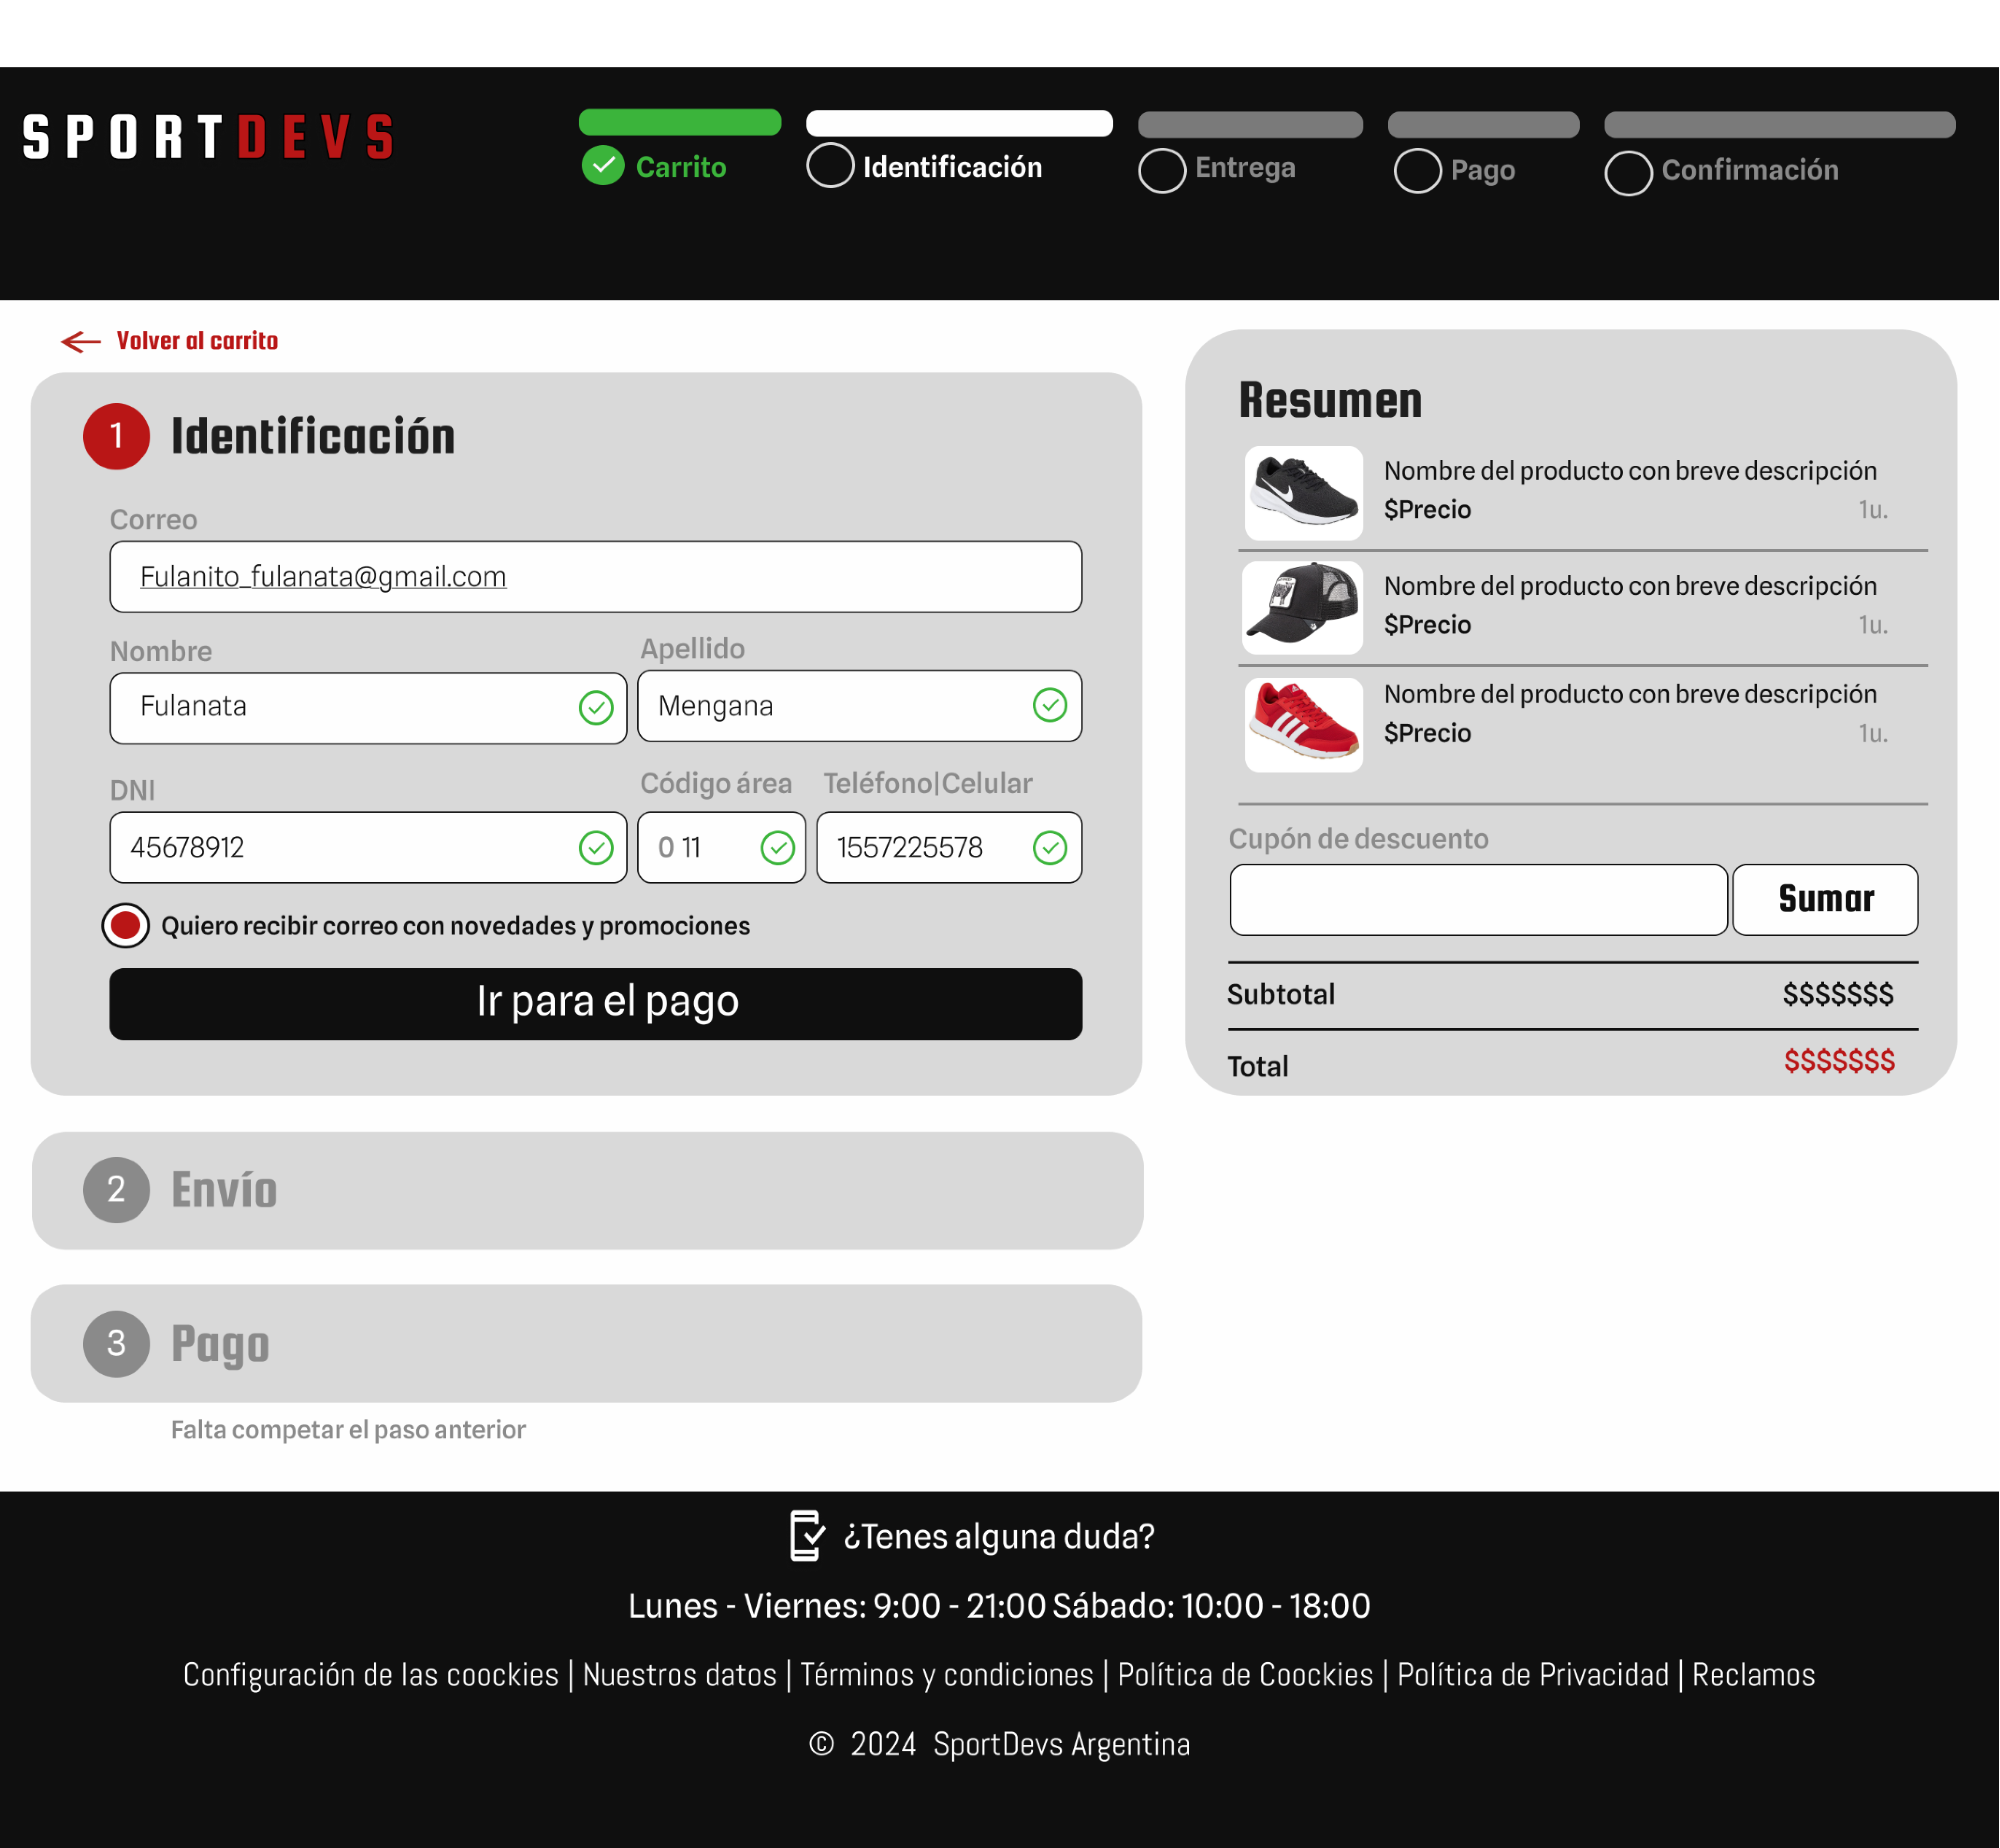 SPORTDEVS
Carrito
Identificación
Entrega
Pago
Confirmación
Volver al carrito
1 Identificación
Correo
Fulanito_fulanata@gmail.com
Nombre
Apellido
Fulanata
Mengana
DNI
Código área
Teléfono|Celular
45678912
0 11
1557225578
Quiero recibir correo con novedades y promociones
Ir para el pago
2 Envío
3 Pago
Falta competar el paso anterior
Resumen
Nombre del producto con breve descripción
$Precio 1u.
Nombre del producto con breve descripción
$Precio 1u.
Nombre del producto con breve descripción
$Precio 1u.
Cupón de descuento
Sumar
Subtotal $$$$$$$
Total $$$$$$$
¿Tenes alguna duda?
Lunes - Viernes: 9:00 - 21:00 Sábado: 10:00 - 18:00
Configuración de las coockies | Nuestros datos | Términos y condiciones | Política de Coockies | Política de Privacidad | Reclamos
© 2024 SportDevs Argentina